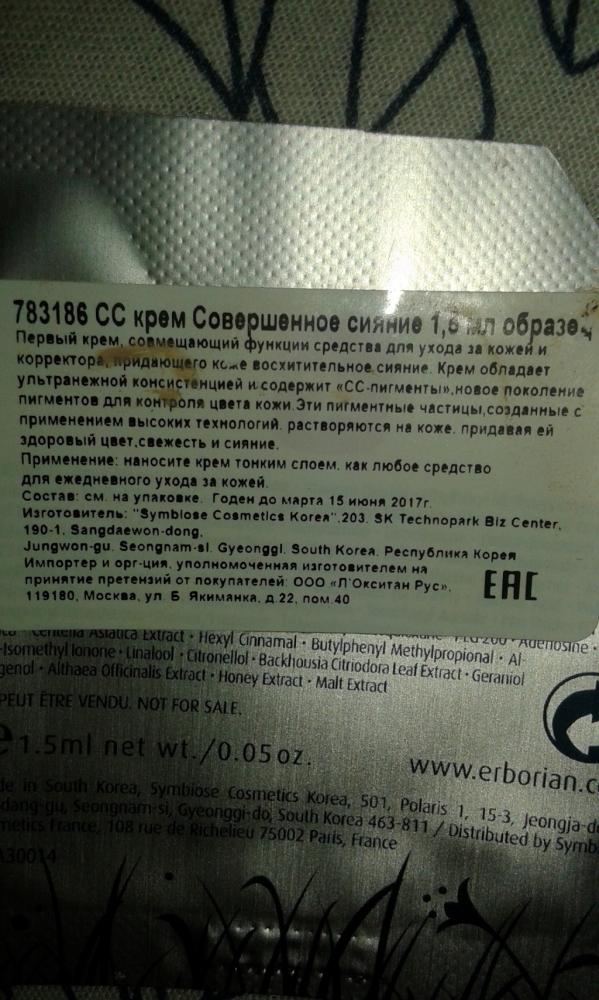 783186 СС крем Совершенное сияние 1,5 мл образец
Первый крем, совмещающий функции средства для ухода за кожей и
корректора, придающего коже восхитительное сияние. Крем обладает
ультранежной консистенцией и содержит «СС-пигменты»,новое поколение
пигментов для контроля цвета кожи.Эти пигментные частицы,созданные с
применением высоких технологий. растворяются на коже. придавая ей
здоровый цвет,свежесть и сияние.
Применение: наносите крем тонким слоем. как любое средство
для ежедневного ухода за кожей.
Состав: см. на упаковке. Годен до марта 15 июня 2017г.
Изготовитель: "Symbiose Cosmetics Korea".203. SK Technopark Biz Center,
190-1. Sangdaewon-dong,
Jungwon-gu. Seongnam-si. Gyeonggi. South Korea. Республика Корея
Импортер и орг-ция, уполномоченная изготовителем на
принятие претензий от покупателей: ООО «Л'Окситан Рус»,
119180, Москва, ул. Б. Якиманка, д.22, пом.40
EAC
Centella Asiatica Extract • Hexyl Cinnamal • Butylphenyl Methylpropional • Al-
-Isomethyl Ionone • Linalool • Citronellol • Backhousia Citriodora Leaf Extract • Geraniol
genol • Althaea Officinalis Extract • Honey Extract • Malt Extract
PEUT ÊTRE VENDU. NOT FOR SALE.
e 1.5ml net wt./0.05oz.
www.erborian.c
de in South Korea, Symbiose Cosmetics Korea, 501, Polaris 1, 15-3, Jeongja-d
dang-gu, Seongnam-si, Gyeonggi-do, South Korea 463-811 / Distributed by Symb
metics France, 108 rue de Richelieu 75002 Paris, France
A30014